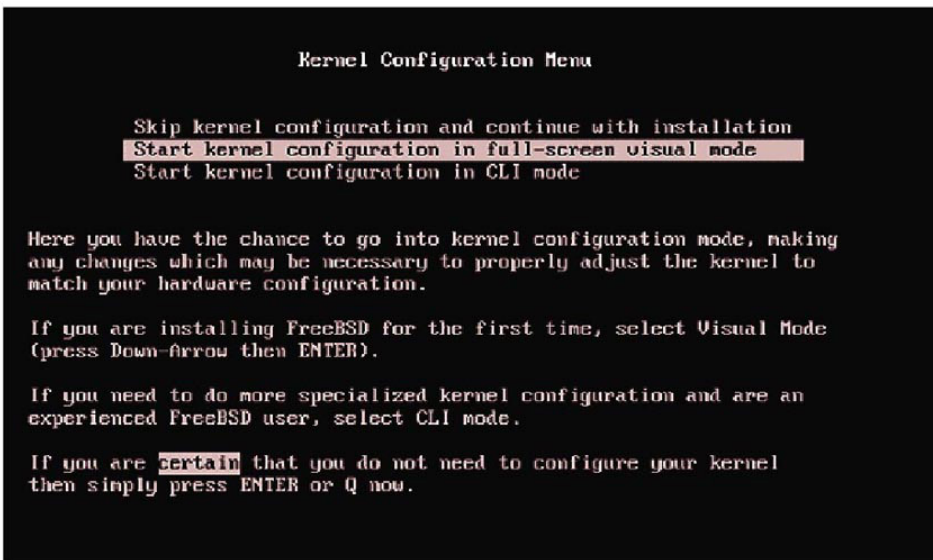 Kernel Configuration Menu
Skip kernel configuration and continue with installation
Start kernel configuration in full-screen visual mode
Start kernel configuration in CLI mode
Here you have the chance to go into kernel configuration mode, making
any changes which may be necessary to properly adjust the kernel to
match your hardware configuration.
If you are installing FreeBSD for the first time, select Visual Mode
(press Down-Arrow then ENTER).
If you need to do more specialized kernel configuration and are an
experienced FreeBSD user, select CLI mode.
If you are certain that you do not need to configure your kernel
then simply press ENTER or Q now.